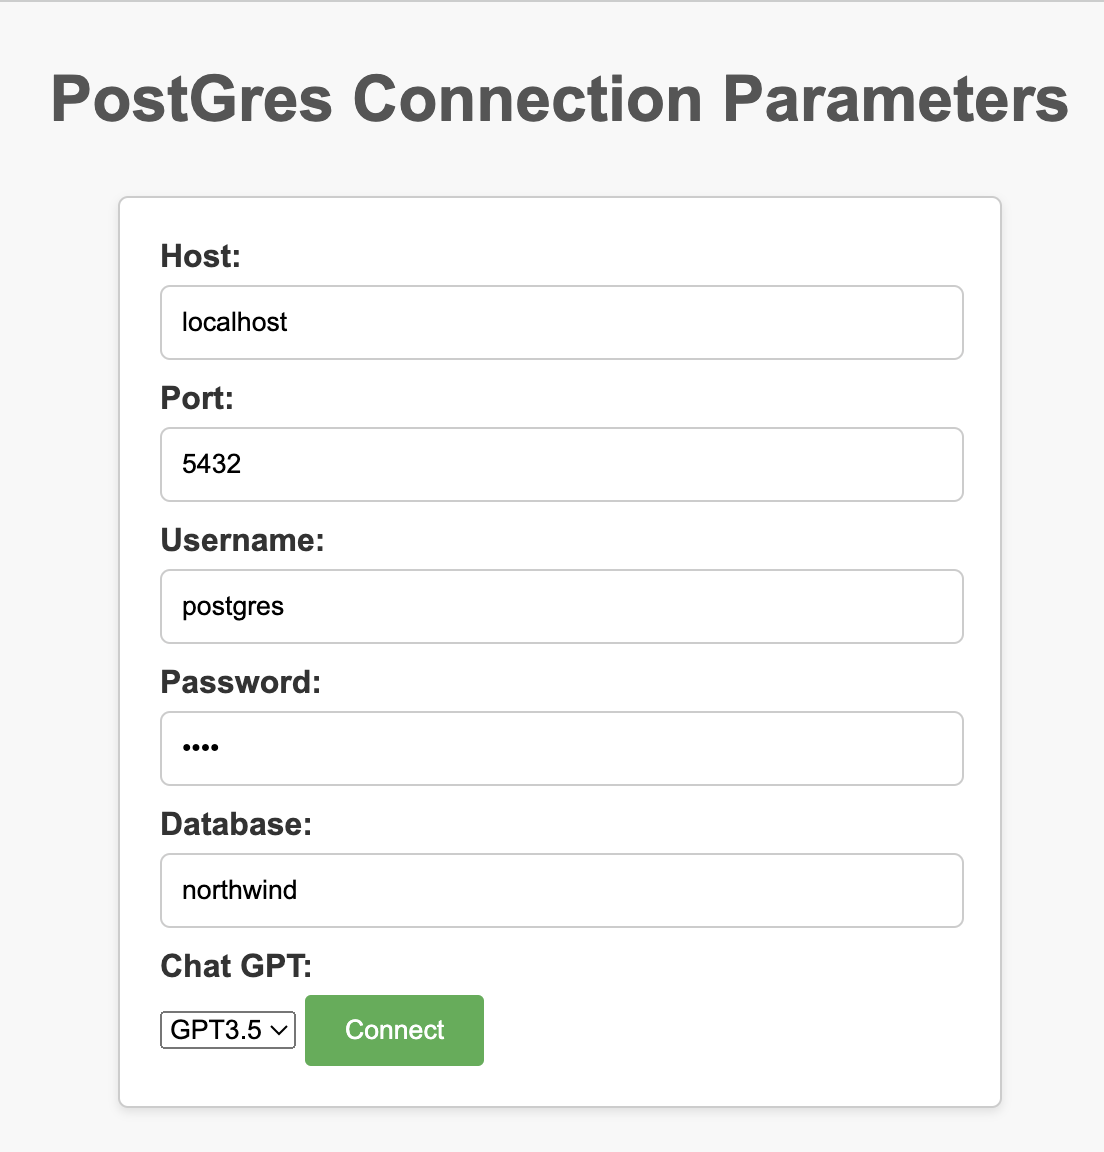 PostGres Connection Parameters
Host:
localhost
Port:
5432
Username:
postgres
Password:
••••
Database:
northwind
Chat GPT:
GPT3.5 Connect